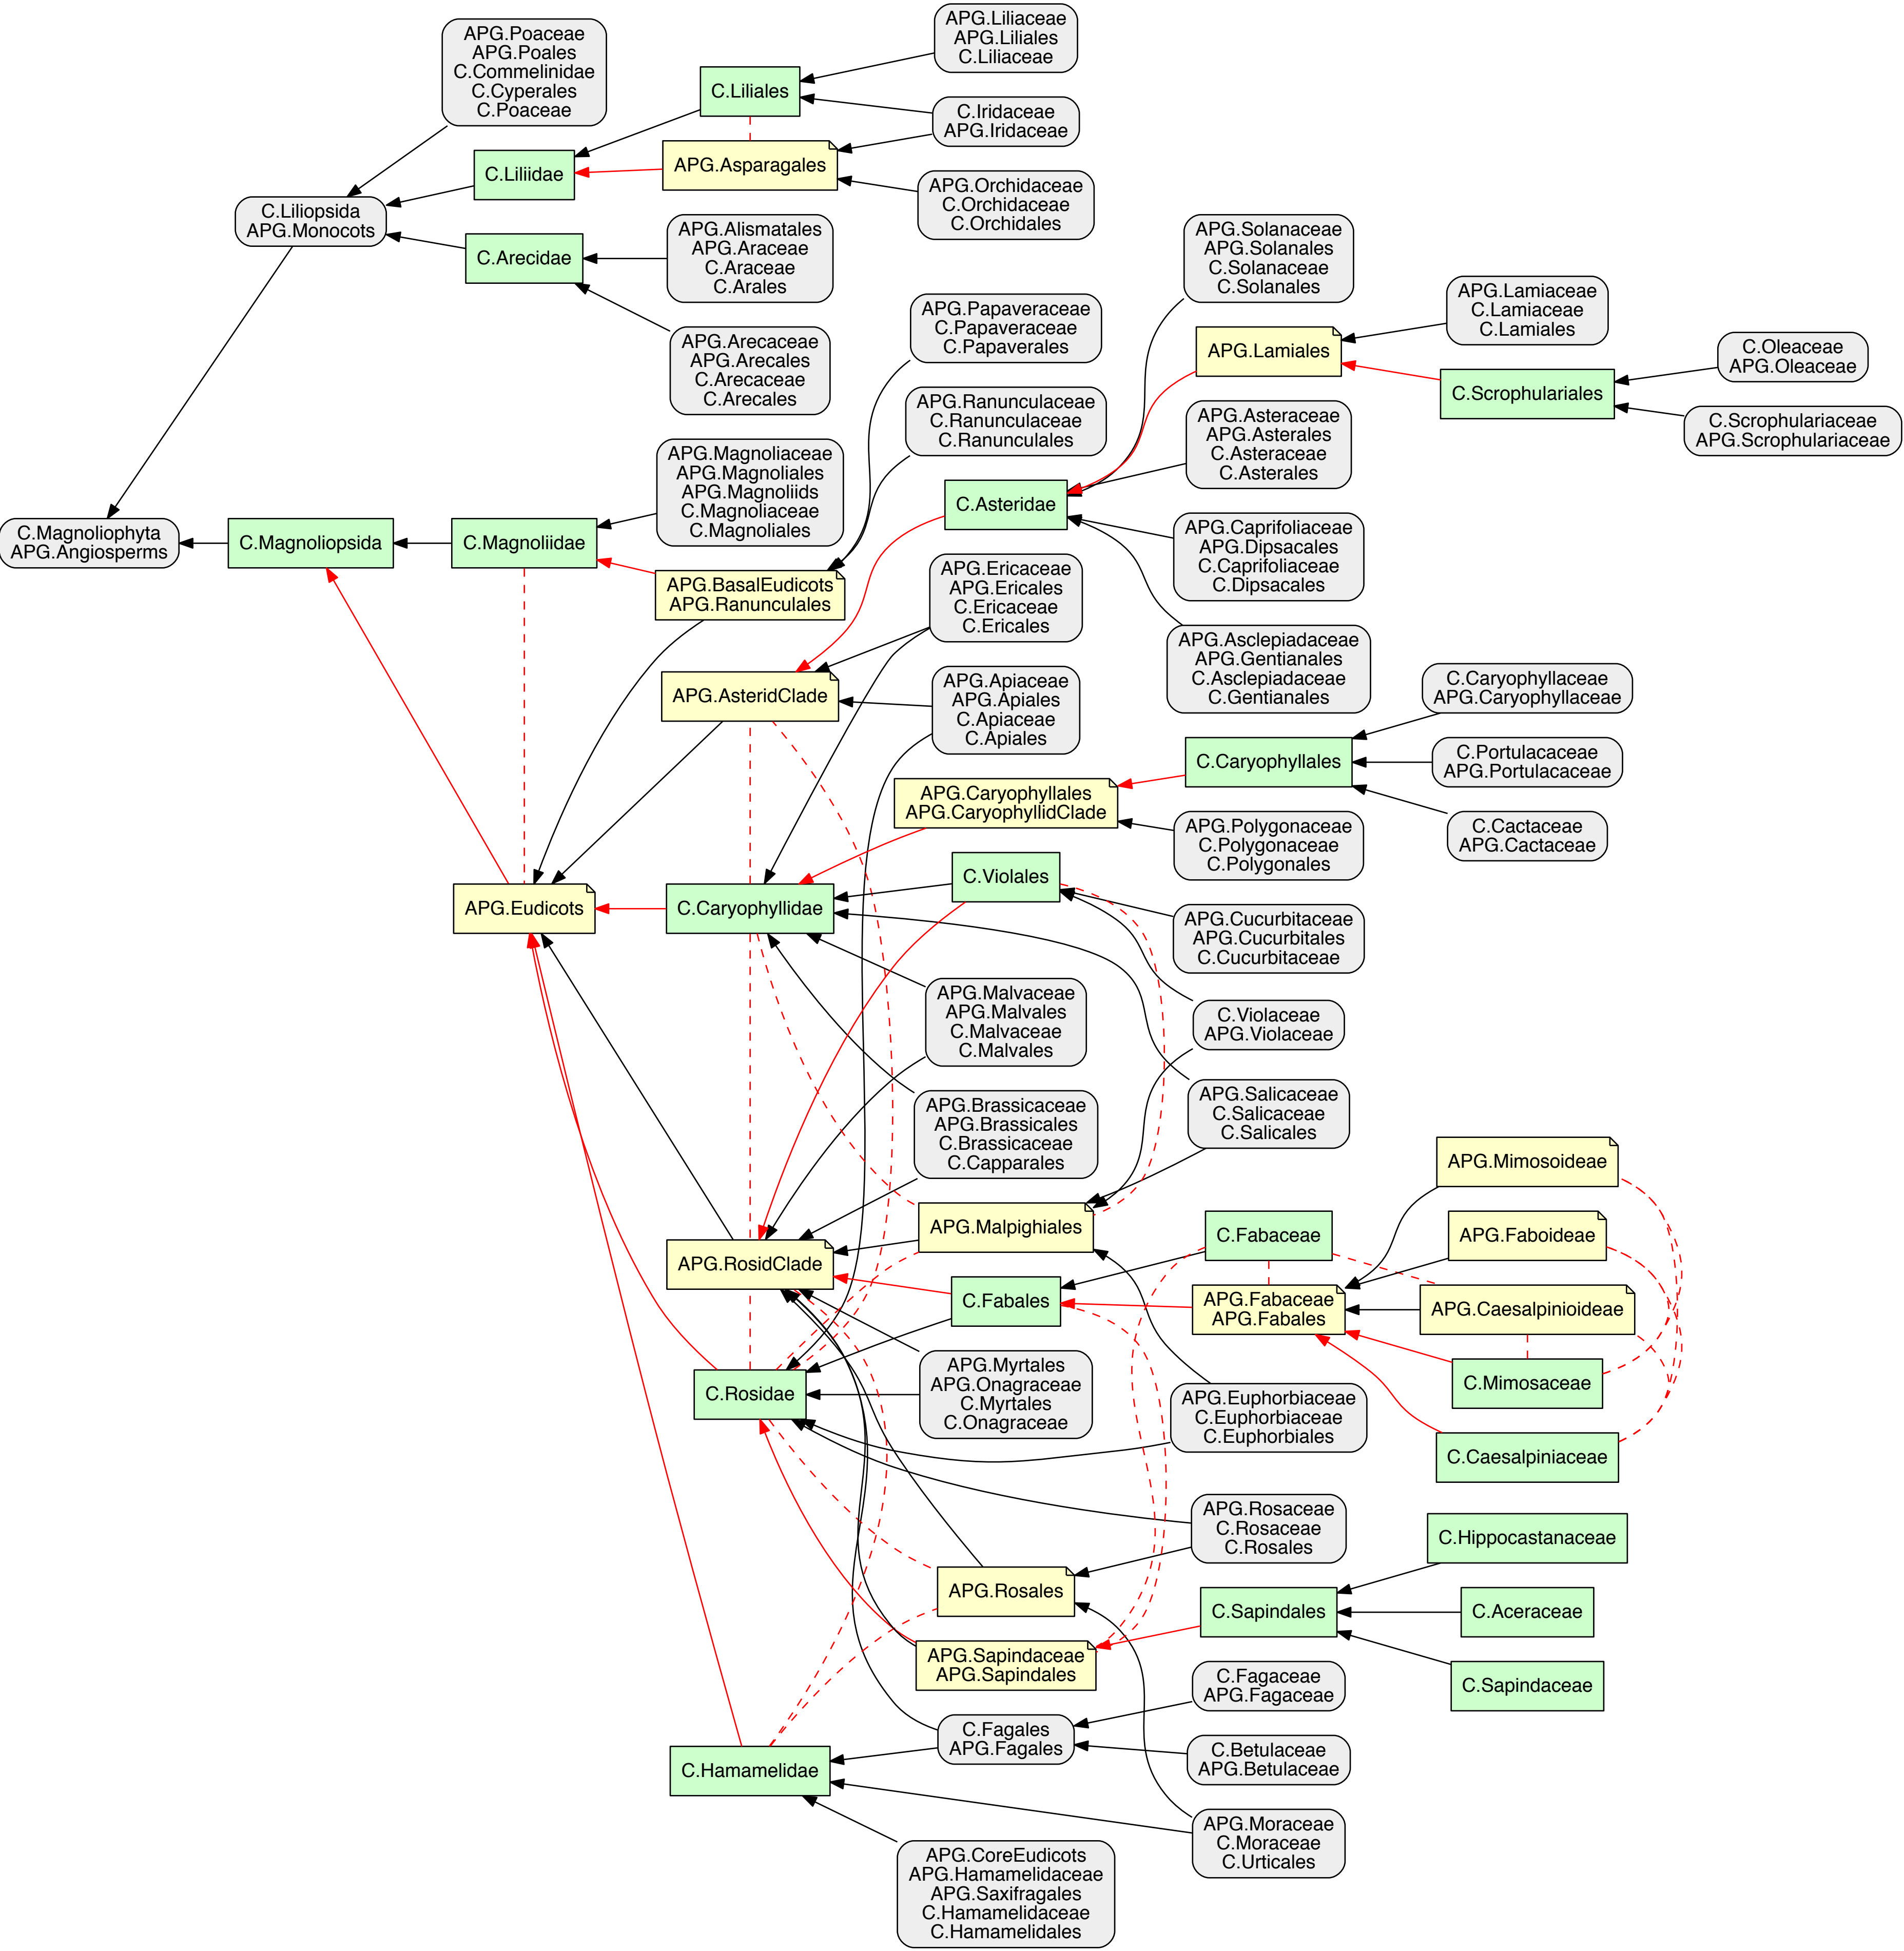 APG.Poaceae
APG.Poales
C.Commelinidae
C.Cyperales
C.Poaceae
C.Liliopsida
APG.Monocots
C.Liliidae
C.Arecidae
C.Liliales
APG.Asparagales
APG.Liliaceae
APG.Liliales
C.Liliaceae
C.Iridaceae
APG.Iridaceae
APG.Orchidaceae
C.Orchidaceae
C.Orchidales
APG.Alismatales
APG.Araceae
C.Araceae
C.Arales
APG.Arecaceae
APG.Arecales
C.Arecaceae
C.Arecales
APG.Papaveraceae
C.Papaveraceae
C.Papaverales
APG.Ranunculaceae
C.Ranunculaceae
C.Ranunculales
APG.Solanaceae
APG.Solanales
C.Solanaceae
C.Solanales
APG.Lamiales
APG.Lamiaceae
C.Lamiaceae
C.Lamiales
C.Scrophulariales
C.Oleaceae
APG.Oleaceae
C.Scrophulariaceae
APG.Scrophulariaceae
APG.Asteraceae
APG.Asterales
C.Asteraceae
C.Asterales
C.Asteridae
APG.Caprifoliaceae
APG.Dipsacales
C.Caprifoliaceae
C.Dipsacales
APG.Asclepiadaceae
APG.Gentianales
C.Asclepiadaceae
C.Gentianales
C.Magnoliophyta
APG.Angiosperms
C.Magnoliopsida
C.Magnoliidae
APG.Magnoliaceae
APG.Magnoliales
APG.Magnoliids
C.Magnoliaceae
C.Magnoliales
APG.BasalEudicots
APG.Ranunculales
APG.Ericaceae
APG.Ericales
C.Ericaceae
C.Ericales
APG.AsteridClade
APG.Apiaceae
APG.Apiales
C.Apiaceae
C.Apiales
C.Caryophyllaceae
APG.Caryophyllaceae
C.Caryophyllales
C.Portulacaceae
APG.Portulacaceae
C.Cactaceae
APG.Cactaceae
APG.Caryophyllales
APG.CaryophyllidClade
APG.Polygonaceae
C.Polygonaceae
C.Polygonales
APG.Eudicots
C.Caryophyllidae
C.Violales
APG.Cucurbitaceae
APG.Cucurbitales
C.Cucurbitaceae
APG.Malvaceae
APG.Malvales
C.Malvaceae
C.Malvales
C.Violaceae
APG.Violaceae
APG.Brassicaceae
APG.Brassicales
C.Brassicaceae
C.Capparales
APG.Salicaceae
C.Salicaceae
C.Salicales
APG.Malpighiales
APG.RosidClade
C.Fabales
C.Fabaceae
APG.Fabaceae
APG.Fabales
APG.Mimosoideae
APG.Faboideae
APG.Caesalpinioideae
C.Mimosaceae
C.Caesalpiniaceae
C.Rosidae
APG.Myrtales
APG.Onagraceae
C.Myrtales
C.Onagraceae
APG.Euphorbiaceae
C.Euphorbiaceae
C.Euphorbiales
APG.Rosaceae
C.Rosaceae
C.Rosales
APG.Rosales
C.Hippocastanaceae
C.Sapindales
C.Aceraceae
C.Sapindaceae
APG.Sapindaceae
APG.Sapindales
C.Fagaceae
APG.Fagaceae
C.Fagales
APG.Fagales
C.Betulaceae
APG.Betulaceae
C.Hamamelidae
APG.Moraceae
C.Moraceae
C.Urticales
APG.CoreEudicots
APG.Hamamelidaceae
APG.Saxifragales
C.Hamamelidaceae
C.Hamamelidales